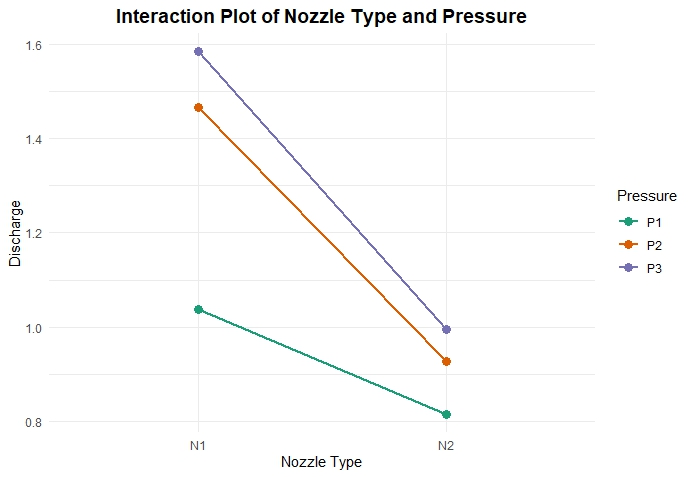 Interaction Plot of Nozzle Type and Pressure
1.6
1.4
1.2
1.0
0.8
Discharge
N1
N2
Nozzle Type
Pressure
P1
P2
P3